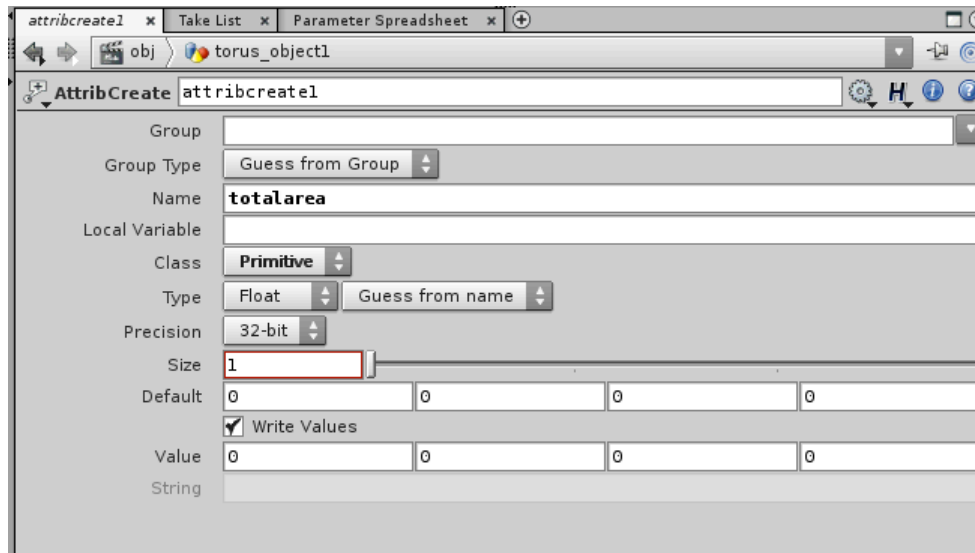 attribcreate1 × Take List × Parameter Spreadsheet ×
obj torus_object1
AttribCreate attribcreate1 H i ?
Group
Group Type Guess from Group
Name totalarea
Local Variable
Class Primitive
Type Float Guess from name
Precision 32-bit
Size 1
Default 0 0 0 0
Write Values
Value 0 0 0 0
String